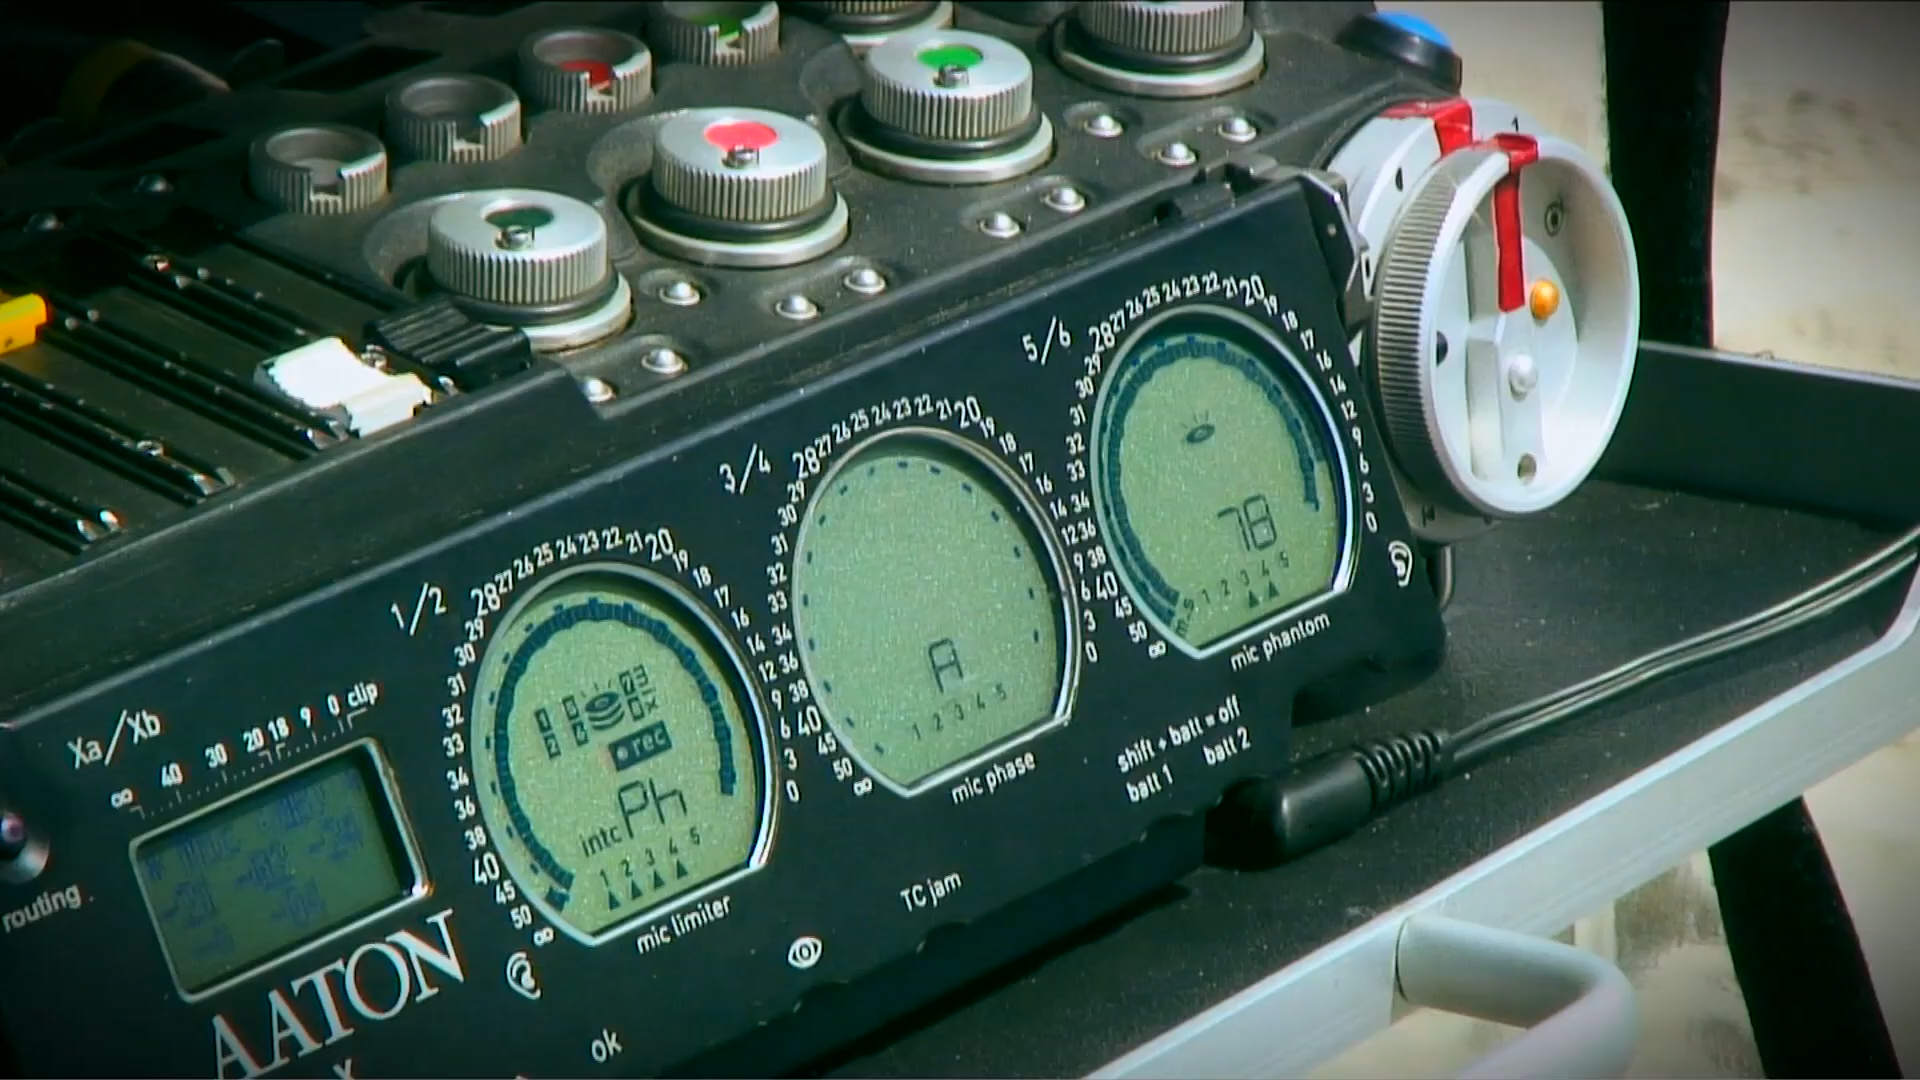 Xa/Xb
∞ 40 30 20 18 9 0 clip
routing
AATON
1/2
∞ 50 45 40 38 36 34 33 32 31 30 29 28 27 26 25 24 23 22 21 20 19 18 17 16 14 12 9 6 3 0
mix
rec
intc Ph
1 2 3 4 5
mic limiter
3/4
∞ 50 45 40 38 36 34 33 32 31 30 29 28 27 26 25 24 23 22 21 20 19 18 17 16 14 12 9 6 3 0
A
1 2 3 4 5
mic phase
5/6
∞ 50 45 40 38 36 34 33 32 31 30 29 28 27 26 25 24 23 22 21 20 19 18 17 16 14 12 9 6 3 0
78
1 2 3 4 5
mic phantom
shift + batt = off
batt 1 batt 2
TC jam
ok